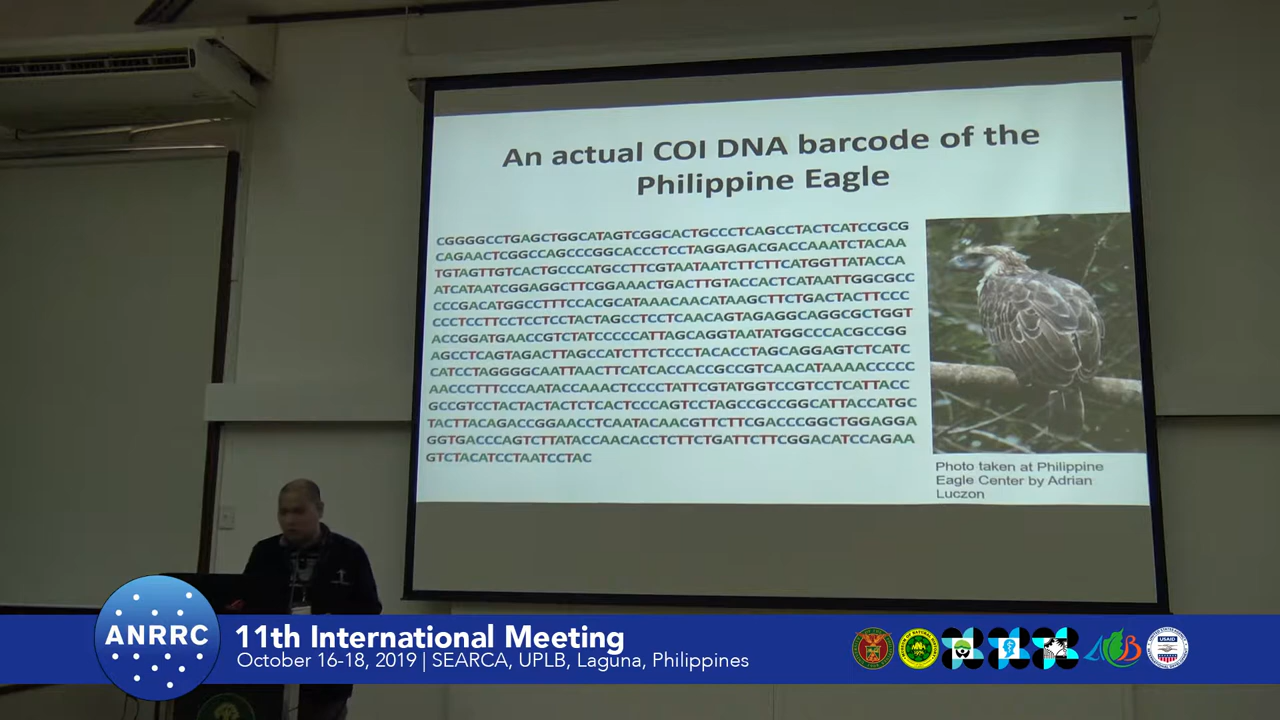 An actual COI DNA barcode of the
Philippine Eagle
CGGGGCCTGAGCTGGCATAGTCGGCACTGCCCTCAGCCTACTCATCCGCG
CAGAACTCGGCCAGCCCGGCACCCTCCTAGGAGACGACCAAATCTACAA
TGTAGTTGTCACTGCCCATGCCTTCGTAATAATCTTCTTCATGGTTATACCA
ATCATAATCGGAGGCTTCGGAAACTGACTTGTACCACTCATAATTGGCGCC
CCCGACATGGCCTTTCCACGCATAAACAACATAAGCTTCTGACTACTTCCC
CCCTCCTTCCTCCTCCTACTAGCCTCCTCAACAGTAGAGGCAGGCGCTGGT
ACCGGATGAACCGTCTATCCCCCATTAGCAGGTAATATGGCCCACGCCGG
AGCCTCAGTAGACTTAGCCATCTTCTCCCTACACCTAGCAGGAGTCTCATC
CATCCTAGGGGCAATTAACTTCATCACCACCGCCGTCAACATAAAACCCCC
AACCCTTTCCCAATACCAAACTCCCCTATTCGTATGGTCCGTCCTCATTACC
GCCGTCCTACTACTACTCTCACTCCCAGTCCTAGCCGCCGGCATTACCATGC
TACTTACAGACCGGAACCTCAATACAACGTTCTTCGACCCGGCTGGAGGA
GGTGACCCAGTCTTATACCAACACCTCTTCTGATTCTTCGGACATCCAGAA
GTCTACATCCTAATCCTAC
Photo taken at Philippine
Eagle Center by Adrian
Luczon
ANRRC
11th International Meeting
October 16-18, 2019 | SEARCA, UPLB, Laguna, Philippines
USAID